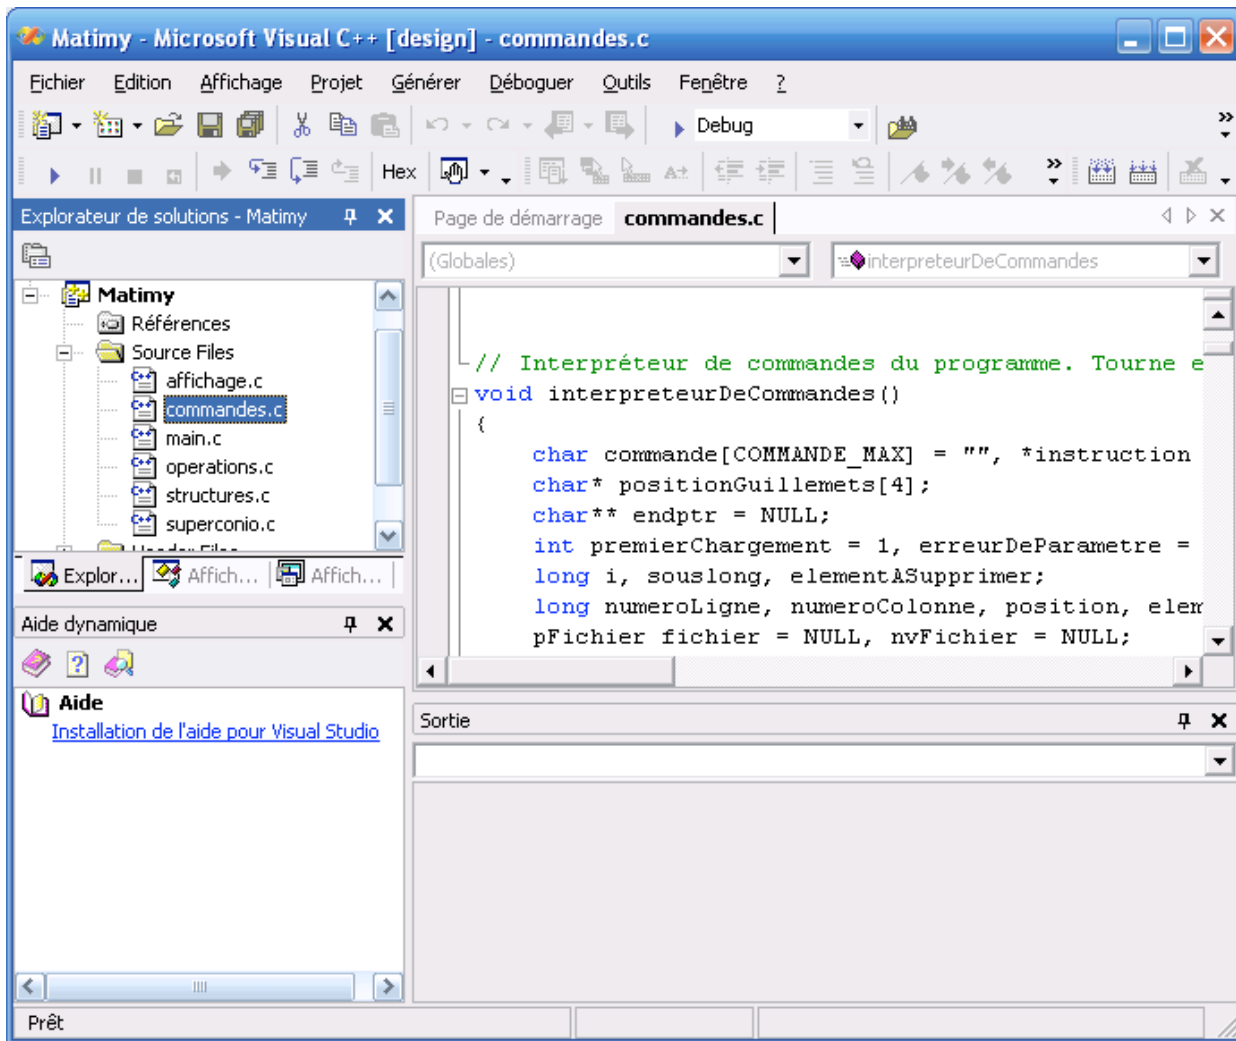 Matimy - Microsoft Visual C++ [design] - commandes.c
Fichier Edition Affichage Projet Générer Déboguer Outils Fenêtre ?
Debug
Hex
Explorateur de solutions - Matimy
Matimy
Références
Source Files
affichage.c
commandes.c
main.c
operations.c
structures.c
superconio.c
Header Files
Explor... Affich... Affich...
Aide dynamique
Aide
Installation de l'aide pour Visual Studio
Page de démarrage commandes.c
(Globales) interpreteurDeCommandes
// Interpréteur de commandes du programme. Tourne e
void interpreteurDeCommandes()
{
char commande[COMMANDE_MAX] = "", *instruction
char* positionGuillemets[4];
char** endptr = NULL;
int premierChargement = 1, erreurDeParametre =
long i, souslong, elementASupprimer;
long numeroLigne, numeroColonne, position, elem
pFichier fichier = NULL, nvFichier = NULL;
Sortie
Prêt